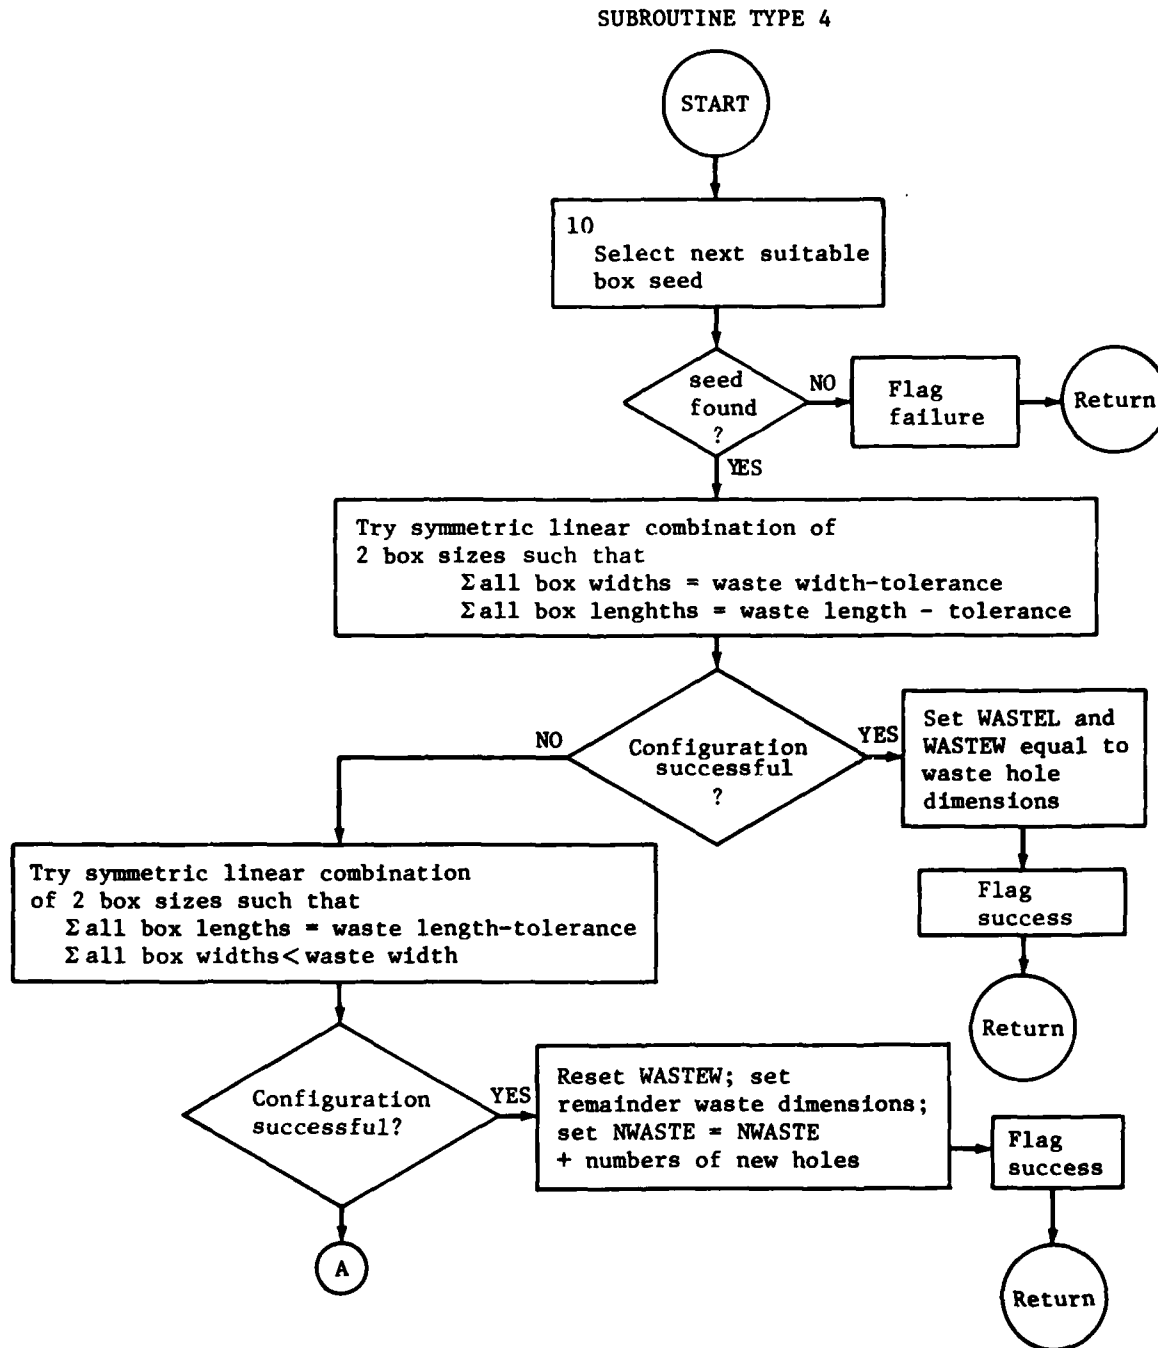 SUBROUTINE TYPE 4
START
10
Select next suitable
box seed
seed
found
?
NO
Flag
failure
Return
YES
Try symmetric linear combination of
2 box sizes such that
Σ all box widths = waste width-tolerance
Σ all box lenghths = waste length - tolerance
NO
Configuration
successful
?
YES
Set WASTEL and
WASTEW equal to
waste hole
dimensions
Flag
success
Return
Try symmetric linear combination
of 2 box sizes such that
Σ all box lengths = waste length-tolerance
Σ all box widths < waste width
Configuration
successful?
YES
Reset WASTEW; set
remainder waste dimensions;
set NWASTE = NWASTE
+ numbers of new holes
Flag
success
Return
A